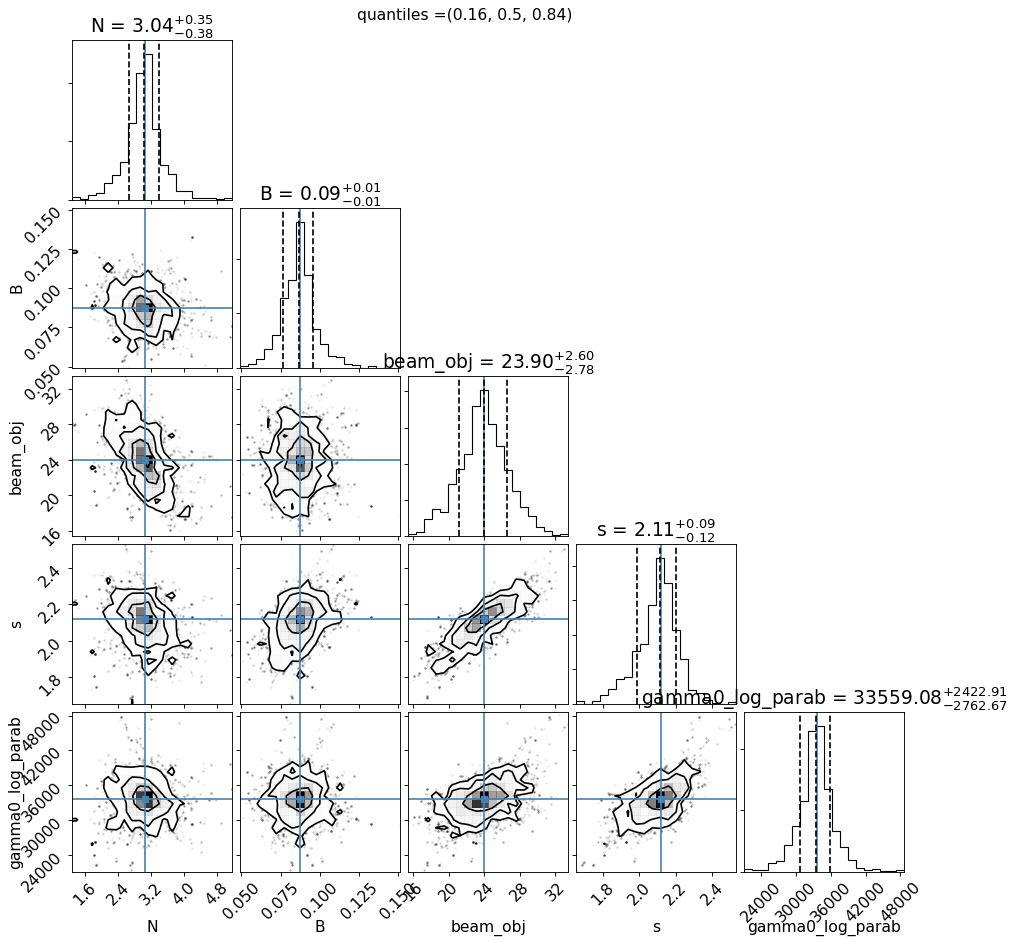 quantiles =(0.16, 0.5, 0.84)
N = 3.04+0.35−0.38
B = 0.09+0.01−0.01
0.150
0.125
0.100
0.075
0.050
B
beam_obj = 23.90+2.60−2.78
32
28
24
20
16
beam_obj
s = 2.11+0.09−0.12
2.4
2.2
2.0
1.8
s
gamma0_log_parab = 33559.08+2422.91−2762.67
48000
42000
36000
30000
24000
gamma0_log_parab
1.6 2.4 3.2 4.0 4.8 0.050 0.075 0.100 0.125 0.150 16 20 24 28 32 1.8 2.0 2.2 2.4 24000 30000 36000 42000 48000
N B beam_obj s gamma0_log_parab